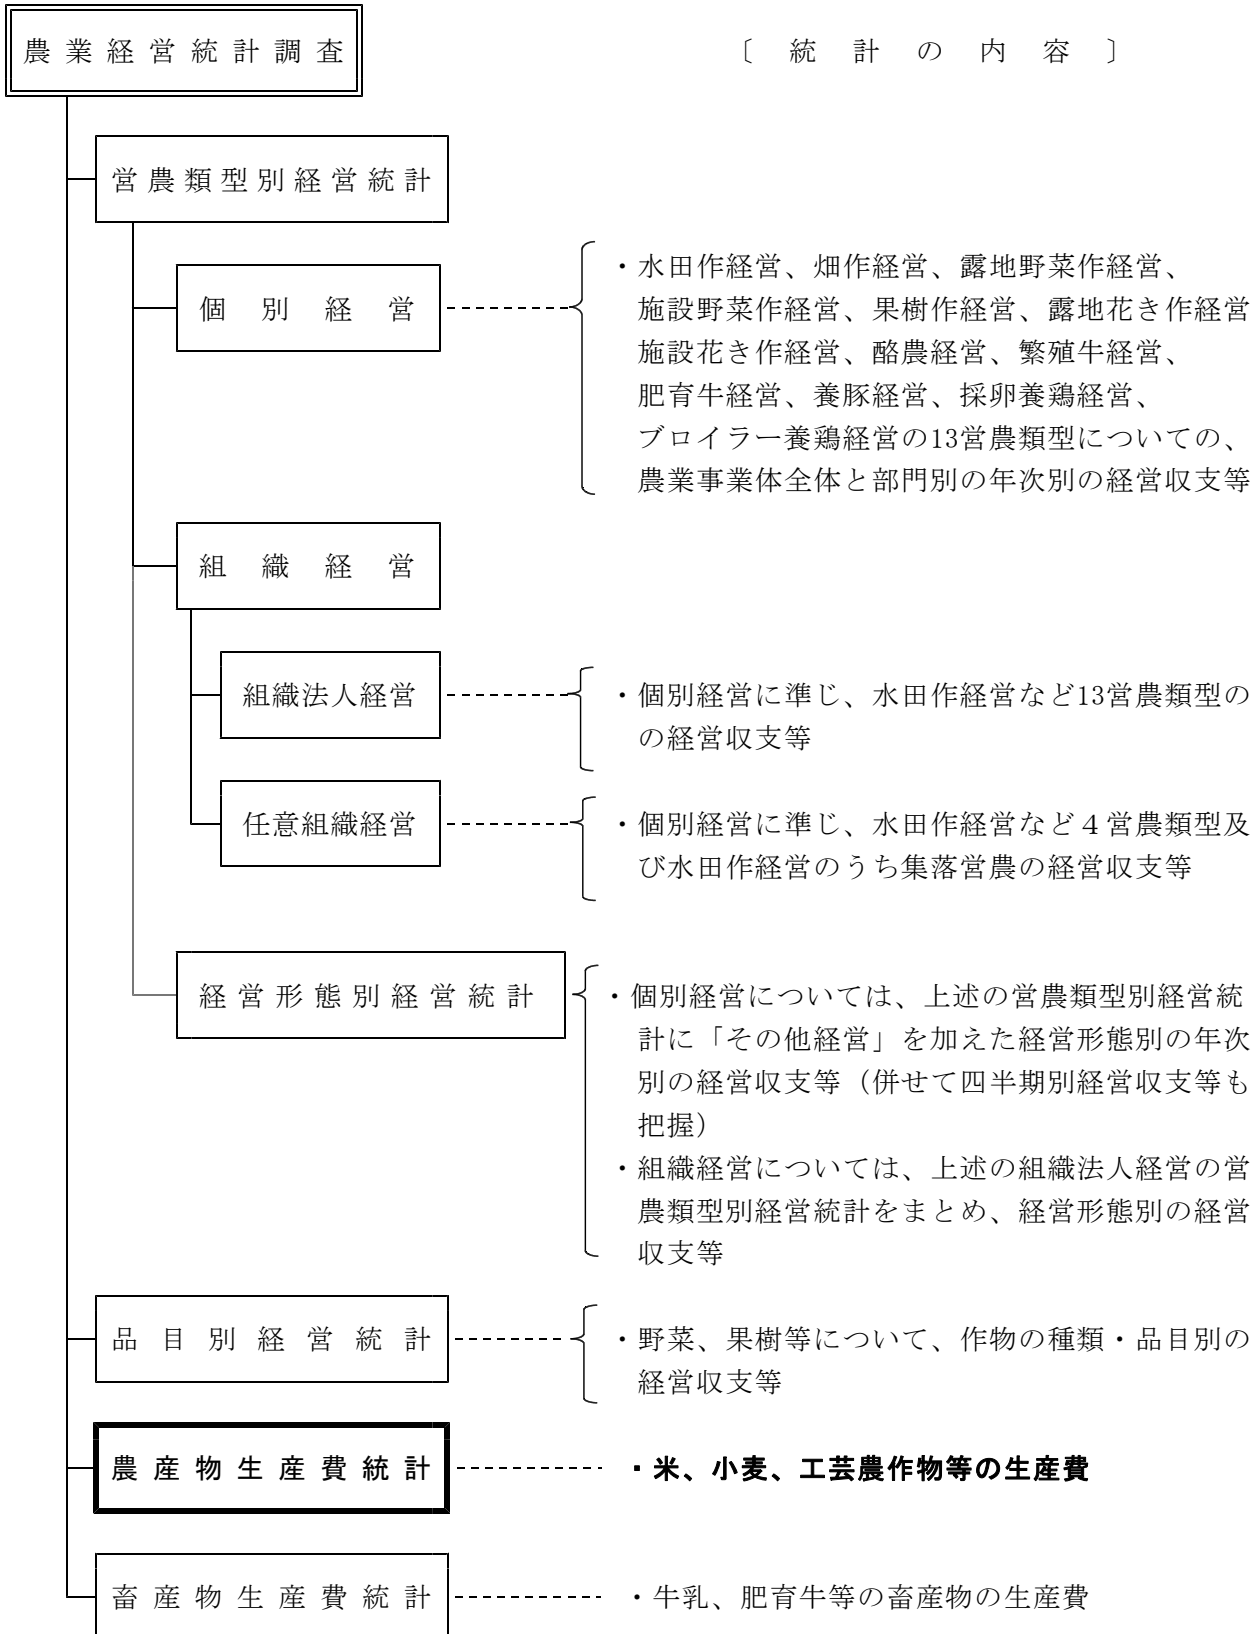 農業経営統計調査
〔統計の内容〕
営農類型別経営統計
個別経営
・水田作経営、畑作経営、露地野菜作経営、
施設野菜作経営、果樹作経営、露地花き作経営
施設花き作経営、酪農経営、繁殖牛経営、
肥育牛経営、養豚経営、採卵養鶏経営、
ブロイラー養鶏経営の13営農類型についての、
農業事業体全体と部門別の年次別の経営収支等
組織経営
組織法人経営
・個別経営に準じ、水田作経営など13営農類型の
の経営収支等
任意組織経営
・個別経営に準じ、水田作経営など４営農類型及
び水田作経営のうち集落営農の経営収支等
経営形態別経営統計
・個別経営については、上述の営農類型別経営統
計に「その他経営」を加えた経営形態別の年次
別の経営収支等（併せて四半期別経営収支等も
把握）
・組織経営については、上述の組織法人経営の営
農類型別経営統計をまとめ、経営形態別の経営
収支等
品目別経営統計
・野菜、果樹等について、作物の種類・品目別の
経営収支等
農産物生産費統計
・米、小麦、工芸農作物等の生産費
畜産物生産費統計
・牛乳、肥育牛等の畜産物の生産費